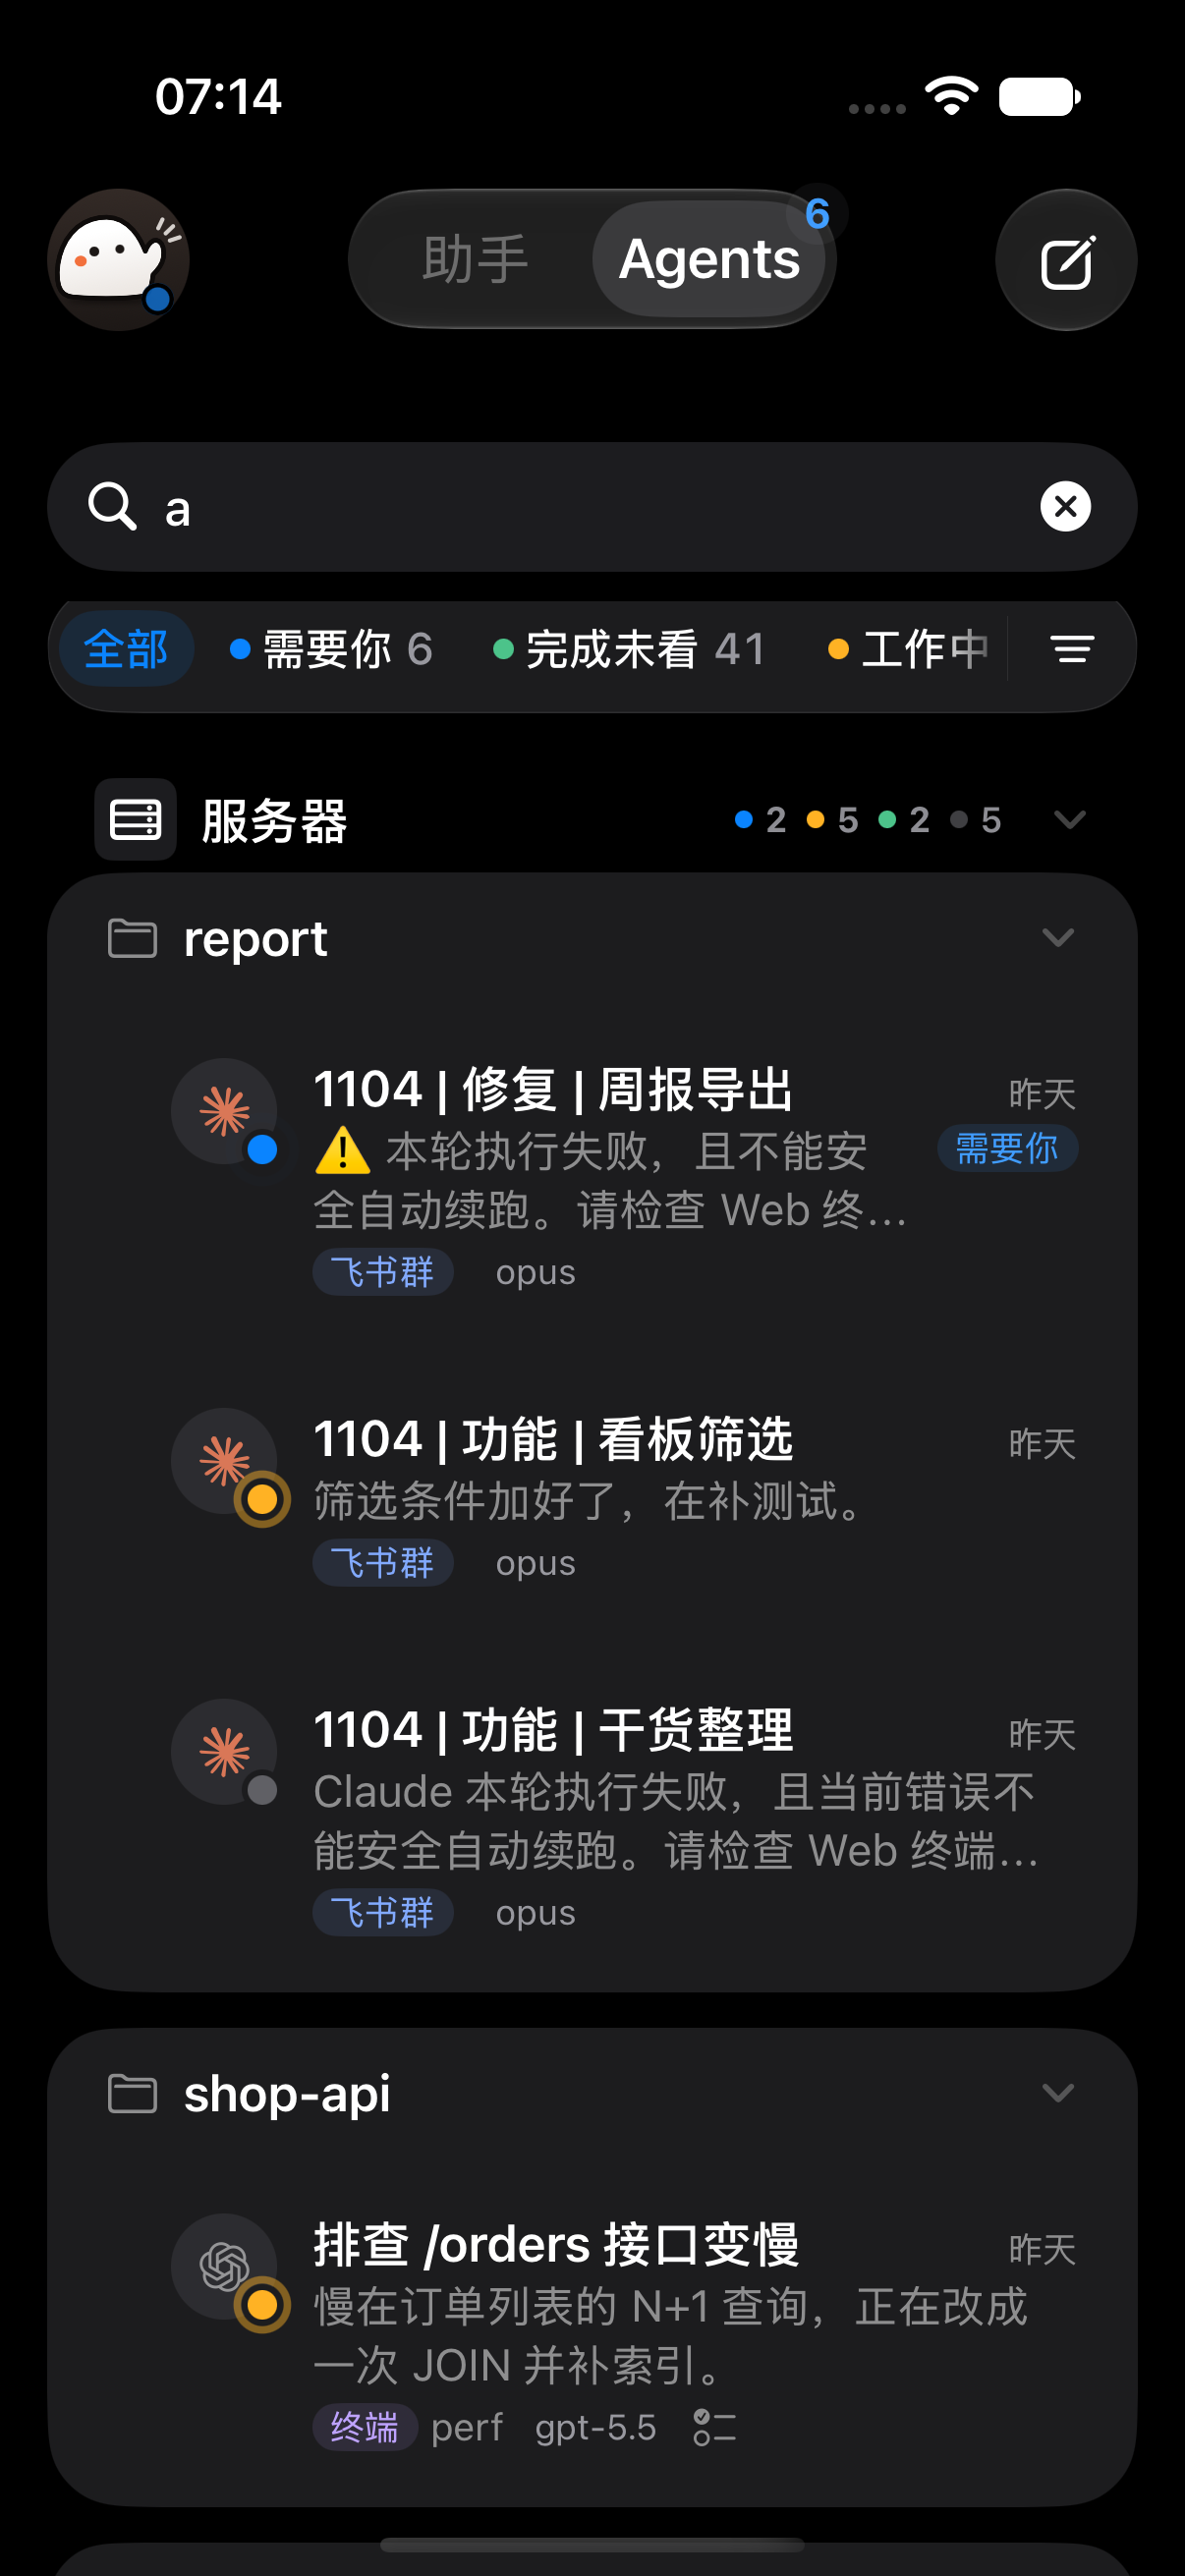 07:14
助手
Agents
6
a
全部
需要你 6
完成未看 41
工作中
服务器
2 5 2 5
report
1104 | 修复 | 周报导出
昨天
⚠️ 本轮执行失败，且不能安
需要你
全自动续跑。请检查 Web 终…
飞书群 opus
1104 | 功能 | 看板筛选
昨天
筛选条件加好了，在补测试。
飞书群 opus
1104 | 功能 | 干货整理
昨天
Claude 本轮执行失败，且当前错误不
能安全自动续跑。请检查 Web 终端…
飞书群 opus
shop-api
排查 /orders 接口变慢
昨天
慢在订单列表的 N+1 查询，正在改成
一次 JOIN 并补索引。
终端 perf gpt-5.5